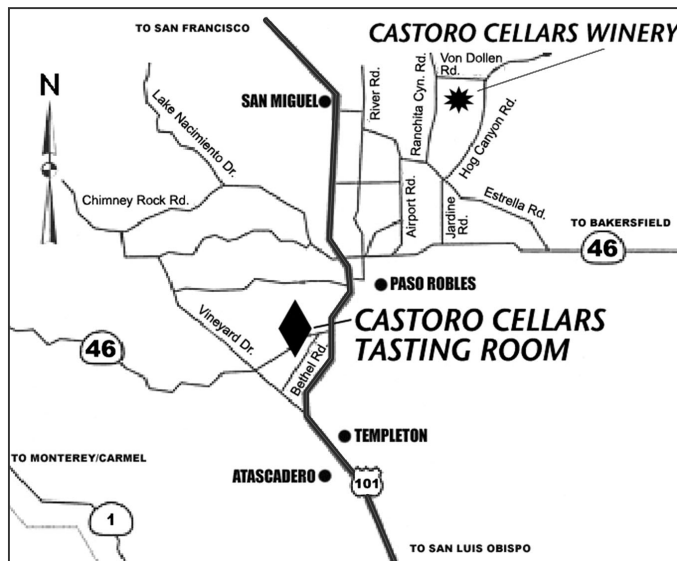 TO SAN FRANCISCO
CASTORO CELLARS WINERY
Von Dollen
Rd.
N
SAN MIGUEL
River Rd.
Ranchita Cyn. Rd.
Hog Canyon Rd.
Lake Nacimiento Dr.
Chimney Rock Rd.
Airport Rd.
Jardine
Rd.
Estrella Rd.
TO BAKERSFIELD
46
PASO ROBLES
CASTORO CELLARS
TASTING ROOM
Vineyard Dr.
46
Bethel Rd.
TEMPLETON
TO MONTEREY/CARMEL
ATASCADERO
101
1
TO SAN LUIS OBISPO